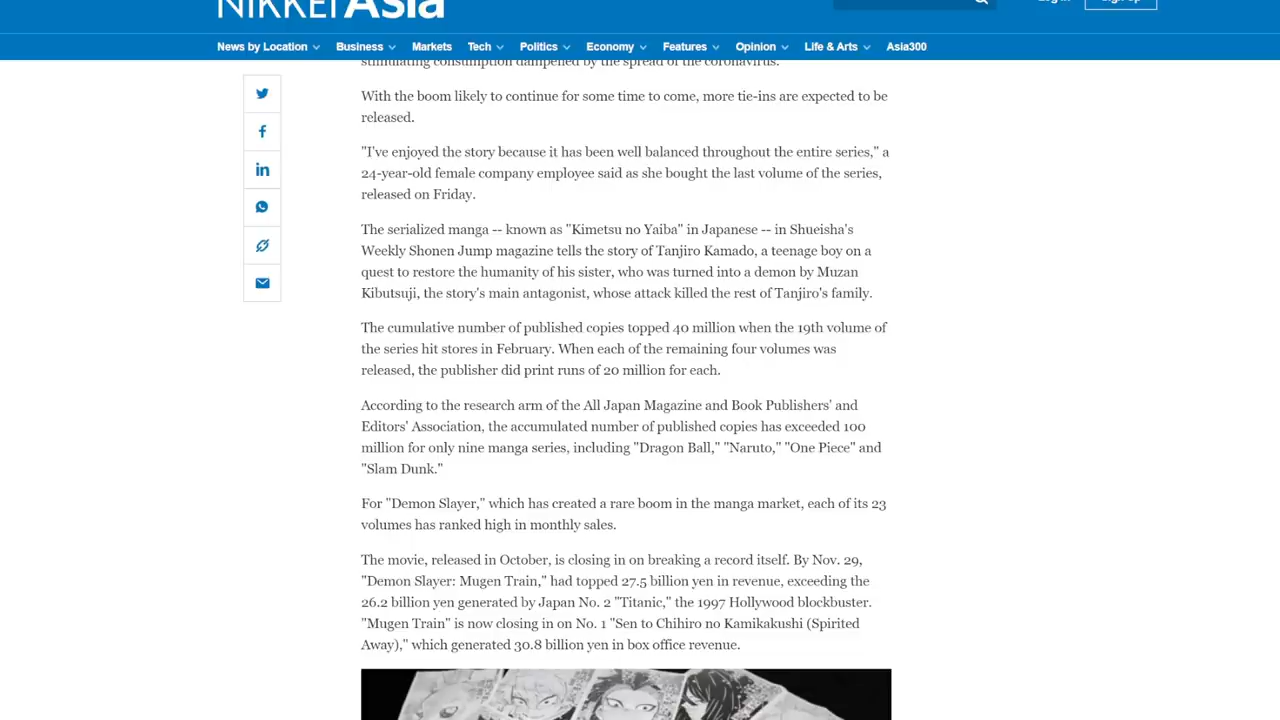 NIKKEI Asia
Log in
Sign Up
News by Location
Business
Markets
Tech
Politics
Economy
Features
Opinion
Life & Arts
Asia300
stimulating consumption dampened by the spread of the coronavirus.
With the boom likely to continue for some time to come, more tie-ins are expected to be
released.
"I've enjoyed the story because it has been well balanced throughout the entire series," a
24-year-old female company employee said as she bought the last volume of the series,
released on Friday.
The serialized manga -- known as "Kimetsu no Yaiba" in Japanese -- in Shueisha's
Weekly Shonen Jump magazine tells the story of Tanjiro Kamado, a teenage boy on a
quest to restore the humanity of his sister, who was turned into a demon by Muzan
Kibutsuji, the story's main antagonist, whose attack killed the rest of Tanjiro's family.
The cumulative number of published copies topped 40 million when the 19th volume of
the series hit stores in February. When each of the remaining four volumes was
released, the publisher did print runs of 20 million for each.
According to the research arm of the All Japan Magazine and Book Publishers' and
Editors' Association, the accumulated number of published copies has exceeded 100
million for only nine manga series, including "Dragon Ball," "Naruto," "One Piece" and
"Slam Dunk."
For "Demon Slayer," which has created a rare boom in the manga market, each of its 23
volumes has ranked high in monthly sales.
The movie, released in October, is closing in on breaking a record itself. By Nov. 29,
"Demon Slayer: Mugen Train," had topped 27.5 billion yen in revenue, exceeding the
26.2 billion yen generated by Japan No. 2 "Titanic," the 1997 Hollywood blockbuster.
"Mugen Train" is now closing in on No. 1 "Sen to Chihiro no Kamikakushi (Spirited
Away)," which generated 30.8 billion yen in box office revenue.